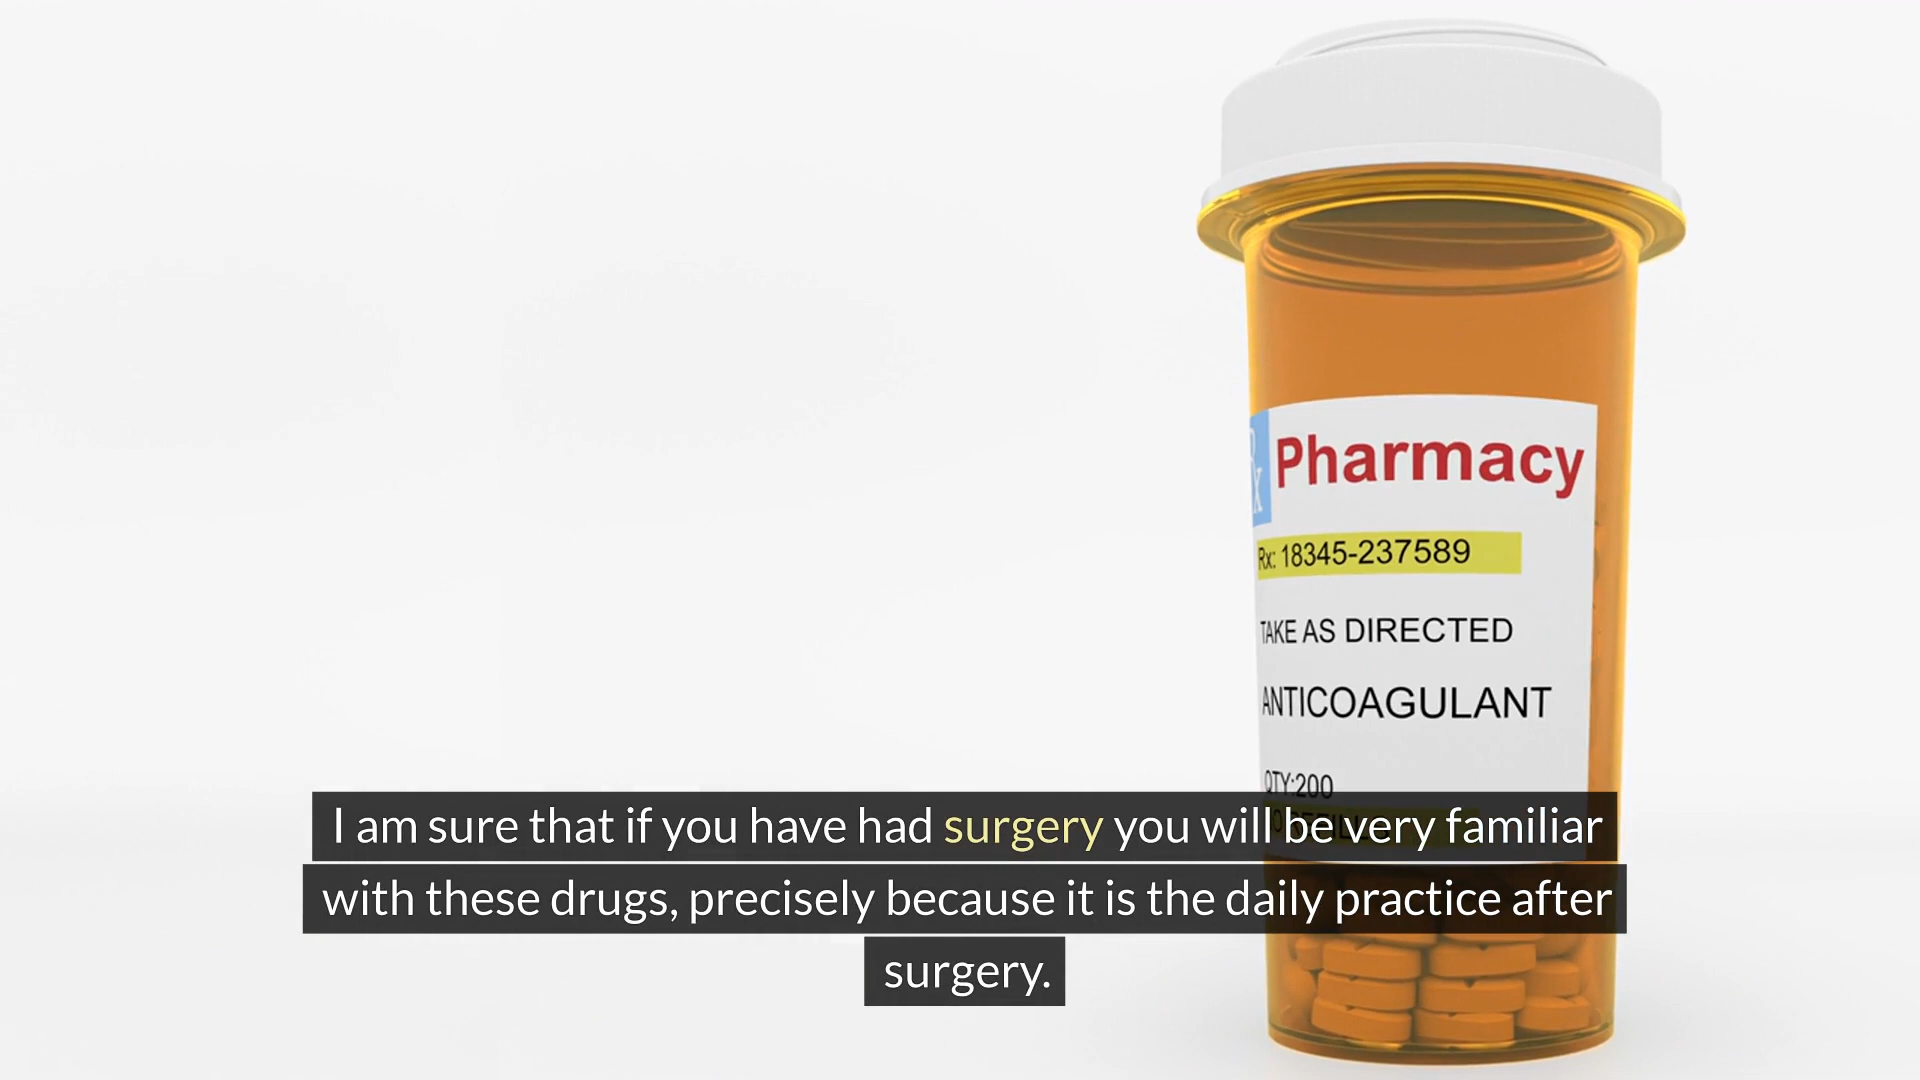 Pharmacy
Rx: 18345-237589
TAKE AS DIRECTED
ANTICOAGULANT
QTY:200
I am sure that if you have had surgery you will be very familiar
with these drugs, precisely because it is the daily practice after
surgery.